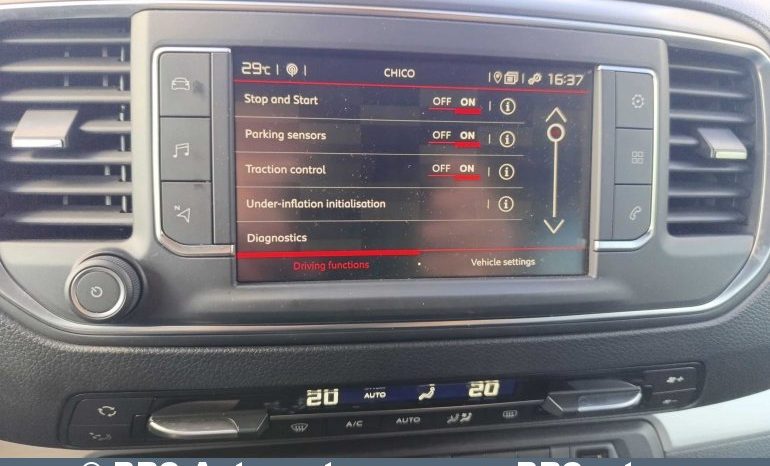 29°C CHICO 16:37
Stop and Start OFF ON
Parking sensors OFF ON
Traction control OFF ON
Under-inflation initialisation
Diagnostics
Driving functions Vehicle settings
N
20 AUTO 20
A/C AUTO